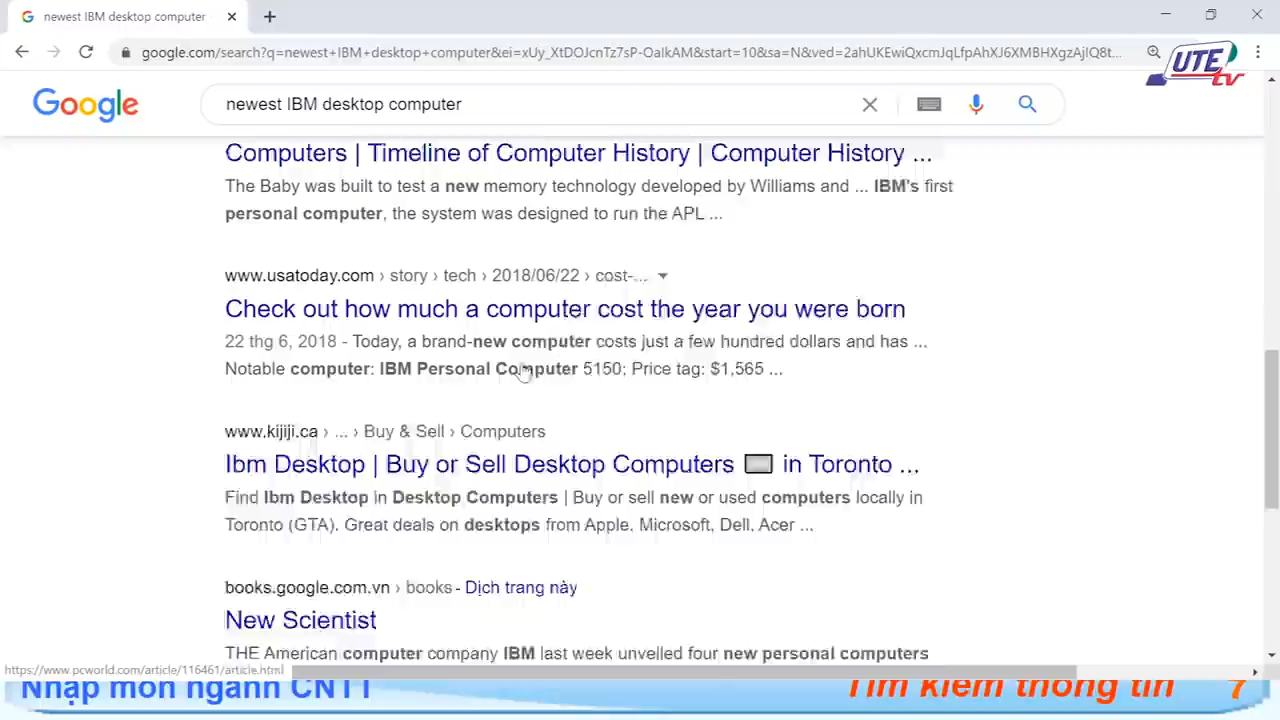 newest IBM desktop computer
google.com/search?q=newest+IBM+desktop+computer&ei=xUy_XtDOJcnTz7sP-OaIkAM&start=10&sa=N&ved=2ahUKEwiQxcmJqLfpAhXJ6XMBHXgzAjIQ8t...
UTE tv
Google
newest IBM desktop computer
Computers | Timeline of Computer History | Computer History ...
The Baby was built to test a new memory technology developed by Williams and ... IBM's first
personal computer, the system was designed to run the APL ...
www.usatoday.com › story › tech › 2018/06/22 › cost-...
Check out how much a computer cost the year you were born
22 thg 6, 2018 - Today, a brand-new computer costs just a few hundred dollars and has ...
Notable computer: IBM Personal Computer 5150; Price tag: $1,565 ...
www.kijiji.ca › ... › Buy & Sell › Computers
Ibm Desktop | Buy or Sell Desktop Computers in Toronto ...
Find Ibm Desktop in Desktop Computers | Buy or sell new or used computers locally in
Toronto (GTA). Great deals on desktops from Apple, Microsoft, Dell, Acer ...
books.google.com.vn › books - Dịch trang này
New Scientist
THE American computer company IBM last week unvelled four new personal computers
https://www.pcworld.com/article/116461/article.html
Nhập môn ngành CNTT
Tìm kiếm thông tin 7